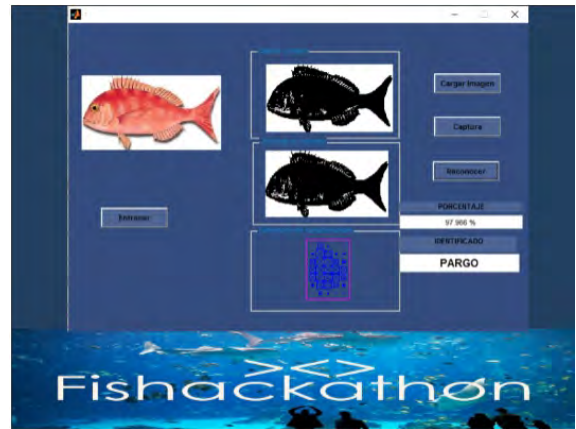 Cargar Imagen
Captura
Reconocer
Entrenar
PORCENTAJE
97.966 %
IDENTIFICADO
PARGO
><>
Fishackathon